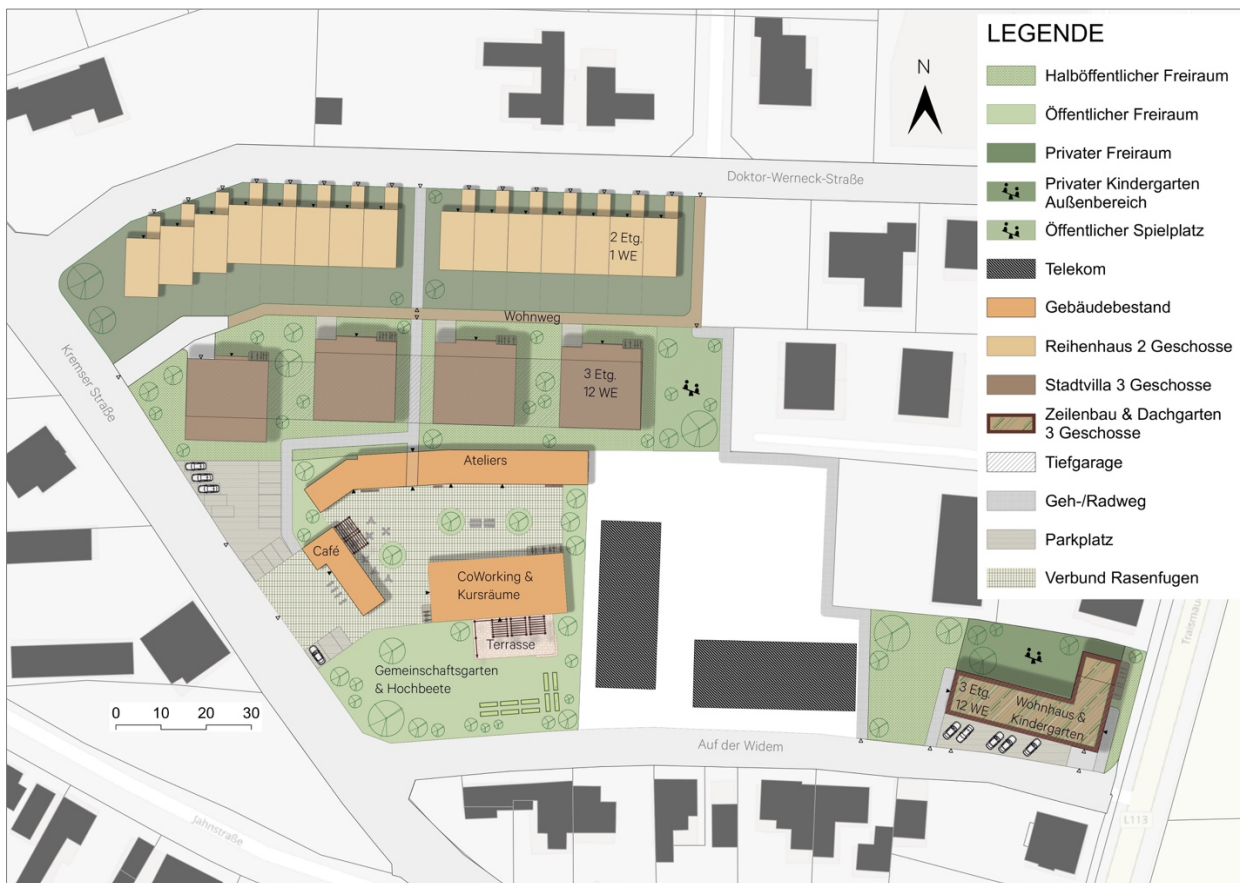 LEGENDE
Halböffentlicher Freiraum
Öffentlicher Freiraum
Privater Freiraum
Privater Kindergarten
Außenbereich
Öffentlicher Spielplatz
Telekom
Gebäudebestand
Reihenhaus 2 Geschosse
Stadtvilla 3 Geschosse
Zeilenbau & Dachgarten
3 Geschosse
Tiefgarage
Geh-/Radweg
Parkplatz
Verbund Rasenfugen
N
Doktor-Werneck-Straße
2 Etg.
1 WE
Wohnweg
Kremser Straße
3 Etg.
12 WE
Ateliers
Café
CoWorking &
Kursräume
Terrasse
Gemeinschaftsgarten
& Hochbeete
0 10 20 30
3 Etg.
12 WE
Wohnhaus &
Kindergarten
Auf der Widem
Jahnstraße
L113